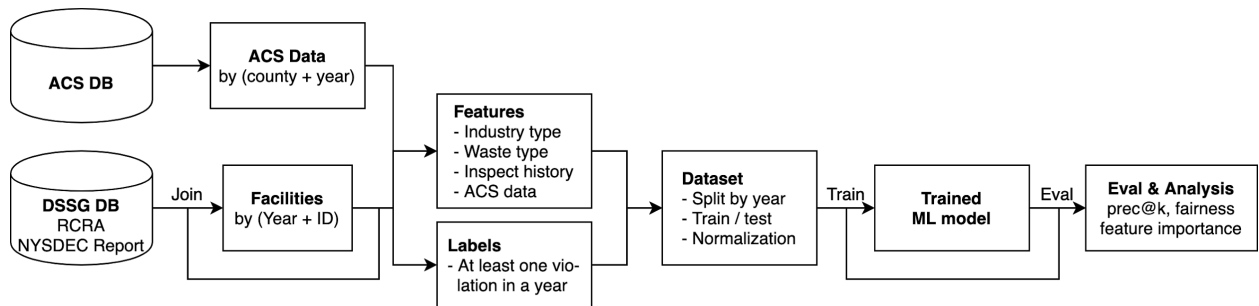 ACS DB
ACS Data
by (county + year)
DSSG DB
RCRA
NYSDEC Report
Join
Facilities
by (Year + ID)
Features
- Industry type
- Waste type
- Inspect history
- ACS data
Labels
- At least one vio-
lation in a year
Dataset
- Split by year
- Train / test
- Normalization
Train
Trained
ML model
Eval
Eval & Analysis
prec@k, fairness
feature importance